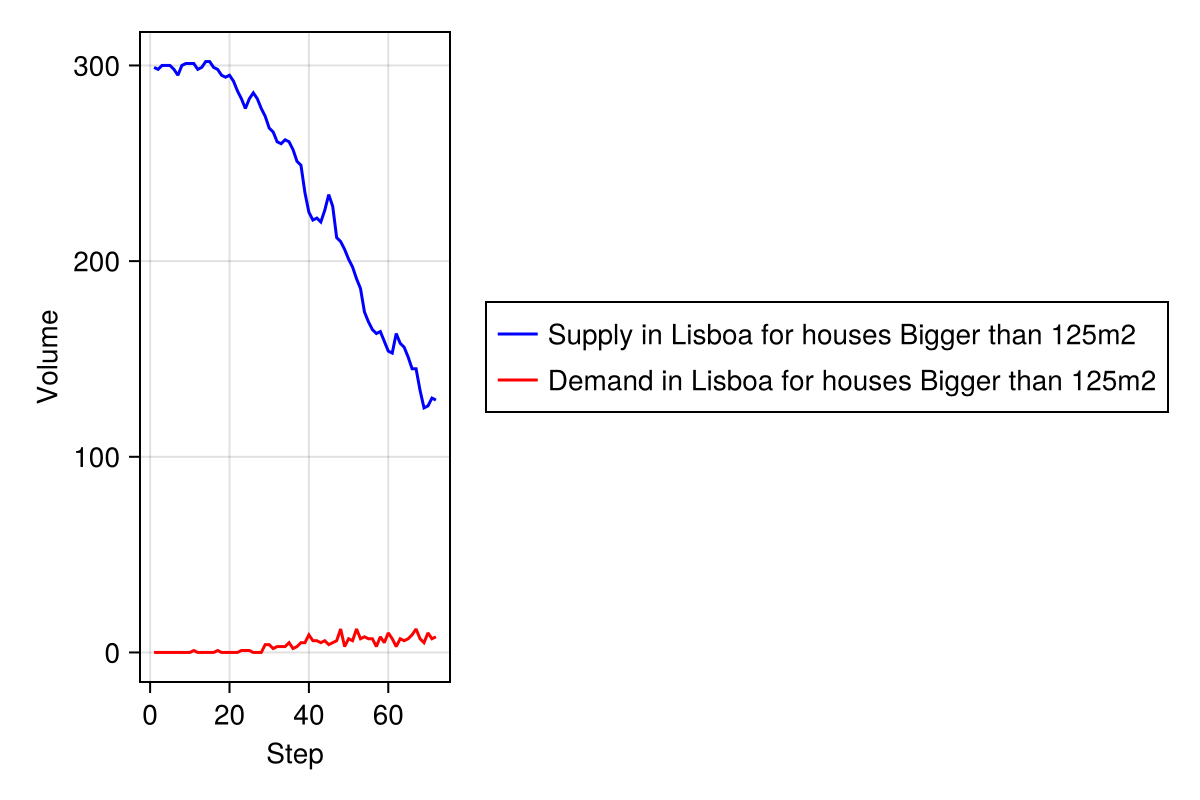 300
200
100
0
Volume
0 20 40 60
Step
Supply in Lisboa for houses Bigger than 125m2
Demand in Lisboa for houses Bigger than 125m2